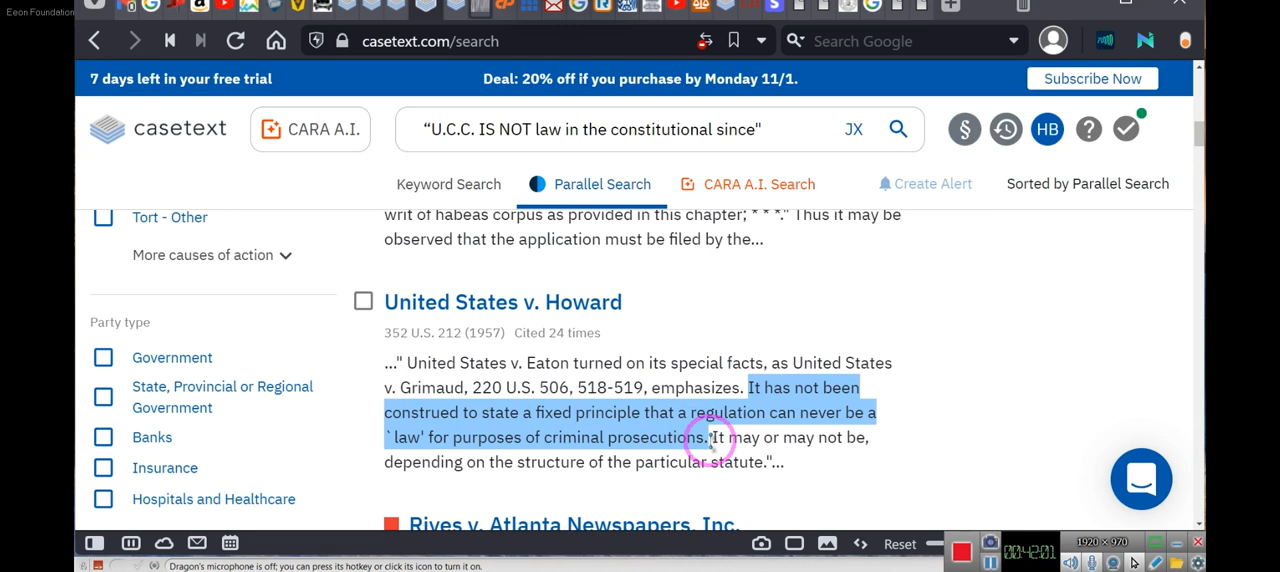 Eeon Foundation
casetext.com/search
Search Google
7 days left in your free trial
Deal: 20% off if you purchase by Monday 11/1.
Subscribe Now
casetext
CARA A.I.
“U.C.C. IS NOT law in the constitutional since"
JX
§
HB
?
Keyword Search
Parallel Search
CARA A.I. Search
Create Alert
Sorted by Parallel Search
Tort - Other
More causes of action
Party type
Government
State, Provincial or Regional
Government
Banks
Insurance
Hospitals and Healthcare
writ of habeas corpus as provided in this chapter; * * *." Thus it may be
observed that the application must be filed by the...
United States v. Howard
352 U.S. 212 (1957) Cited 24 times
..." United States v. Eaton turned on its special facts, as United States
v. Grimaud, 220 U.S. 506, 518-519, emphasizes. It has not been
construed to state a fixed principle that a regulation can never be a
`law' for purposes of criminal prosecutions. It may or may not be,
depending on the structure of the particular statute."...
Rives v. Atlanta Newspapers, Inc.
Reset
00:42:01
1920 × 970
Dragon's microphone is off; you can press its hotkey or click its icon to turn it on.